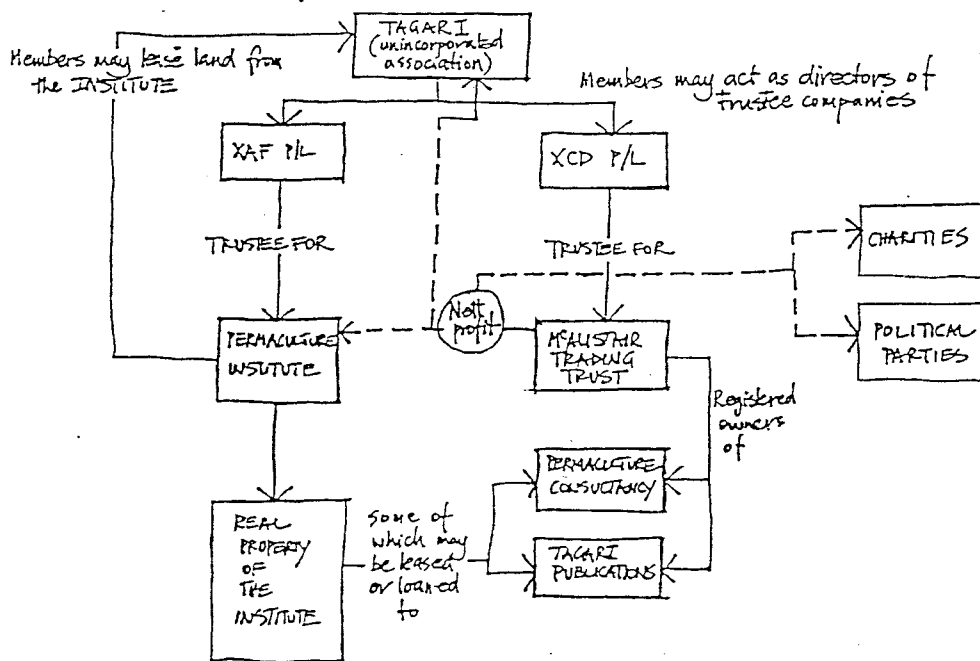 TAGARI
(unincorporated
association)
Members may lease land from
the INSTITUTE
Members may act as directors of
trustee companies
XAF P/L
XCD P/L
TRUSTEE FOR
TRUSTEE FOR
CHARITIES
Nett
profit
PERMACULTURE
INSTITUTE
McALISTAIR
TRADING
TRUST
POLITICAL
PARTIES
Registered
owners
of
PERMACULTURE
CONSULTANCY
REAL
PROPERTY
OF
THE
INSTITUTE
some of
which may
be leased
or loaned
to
TAGARI
PUBLICATIONS